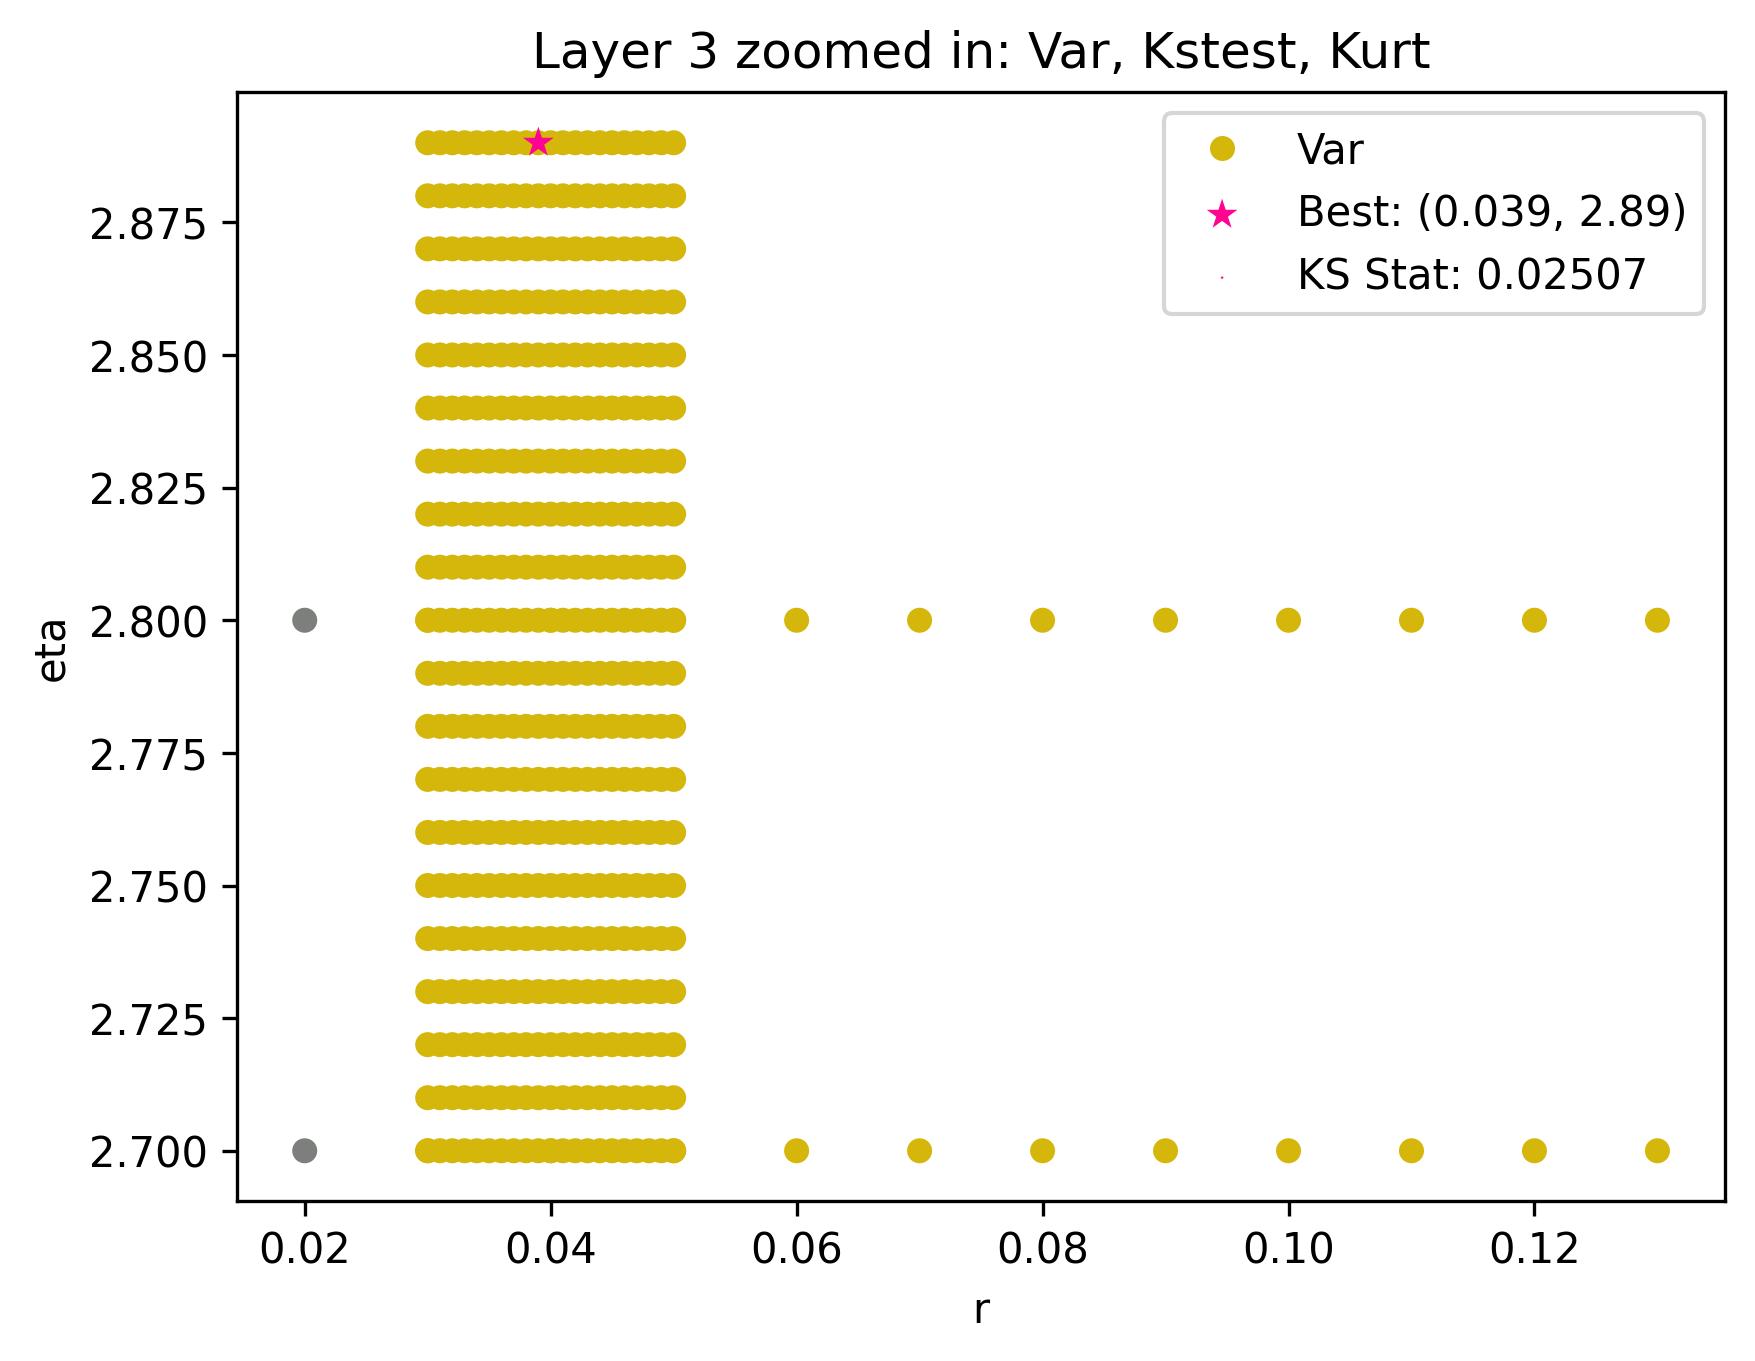 Layer 3 zoomed in: Var, Kstest, Kurt
Var
Best: (0.039, 2.89)
KS Stat: 0.02507
eta
2.875
2.850
2.825
2.800
2.775
2.750
2.725
2.700
0.02 0.04 0.06 0.08 0.10 0.12
r